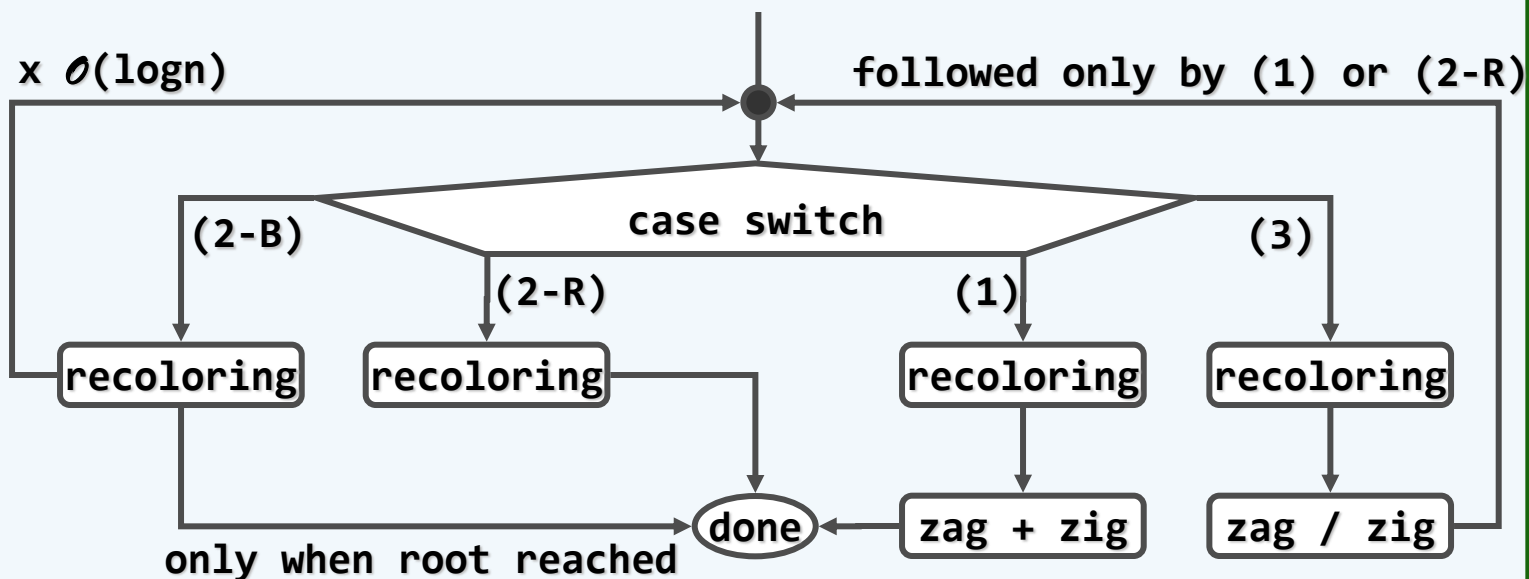 x 𝒪(logn)
followed only by (1) or (2-R)
case switch
(2-B)
(3)
(2-R)
(1)
recoloring
recoloring
recoloring
recoloring
done
zag + zig
zag / zig
only when root reached